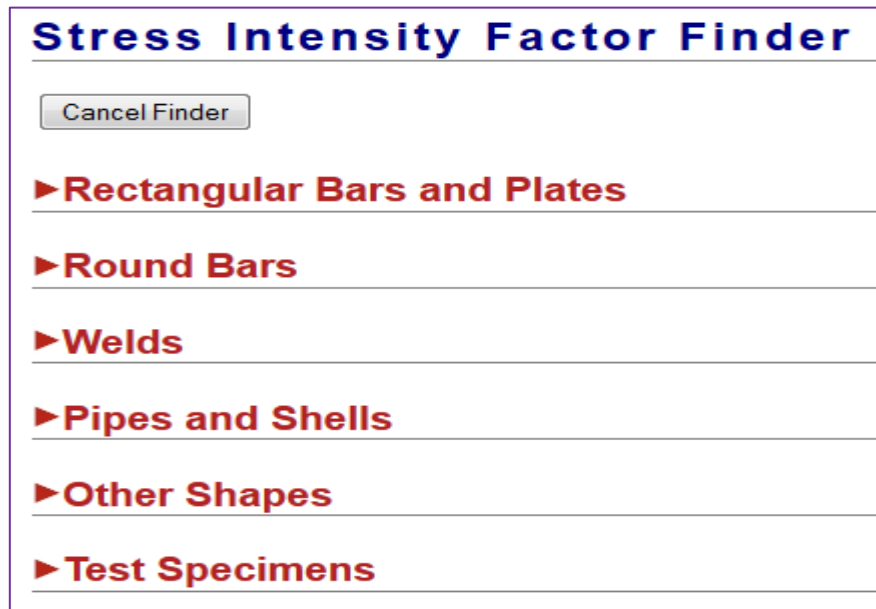 Stress Intensity Factor Finder
Cancel Finder
Rectangular Bars and Plates
Round Bars
Welds
Pipes and Shells
Other Shapes
Test Specimens